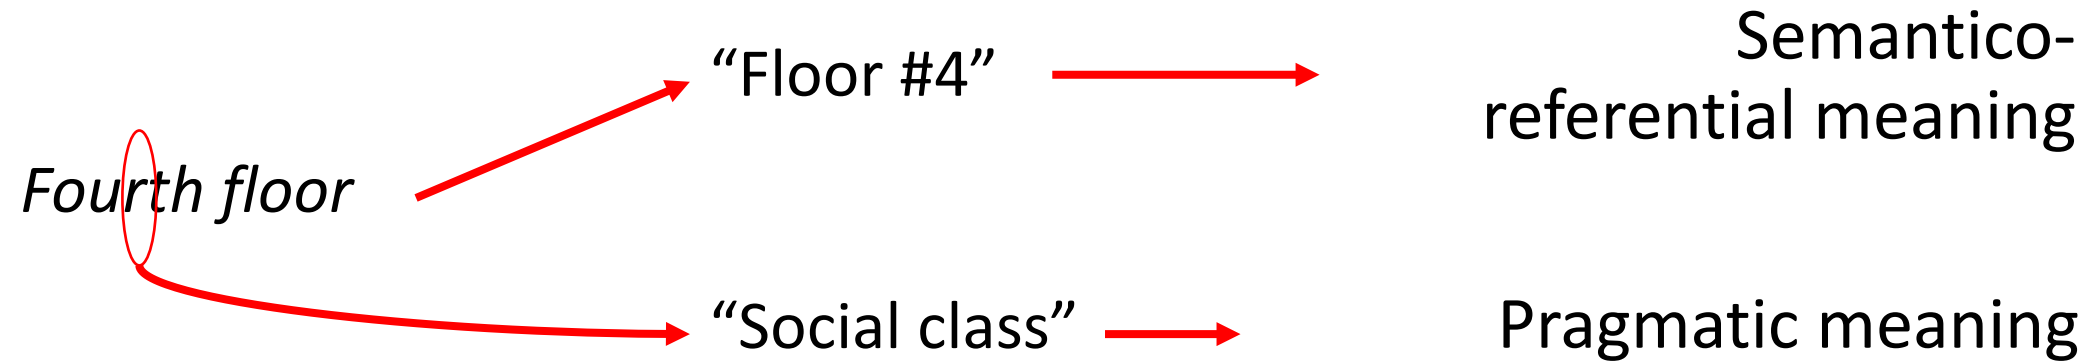 “Floor #4”
Semantico-
referential meaning
Fourth floor
“Social class”
Pragmatic meaning